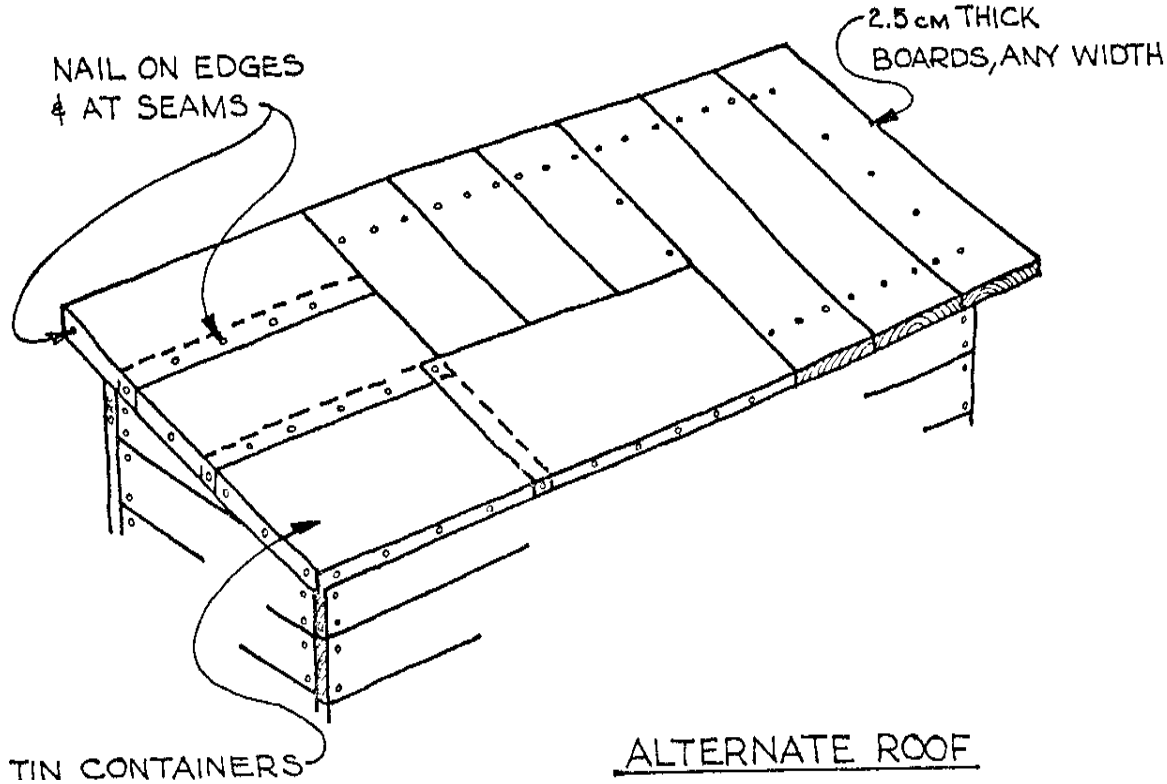 NAIL ON EDGES
& AT SEAMS
2.5 CM THICK
BOARDS, ANY WIDTH
TIN CONTAINERS
ALTERNATE ROOF